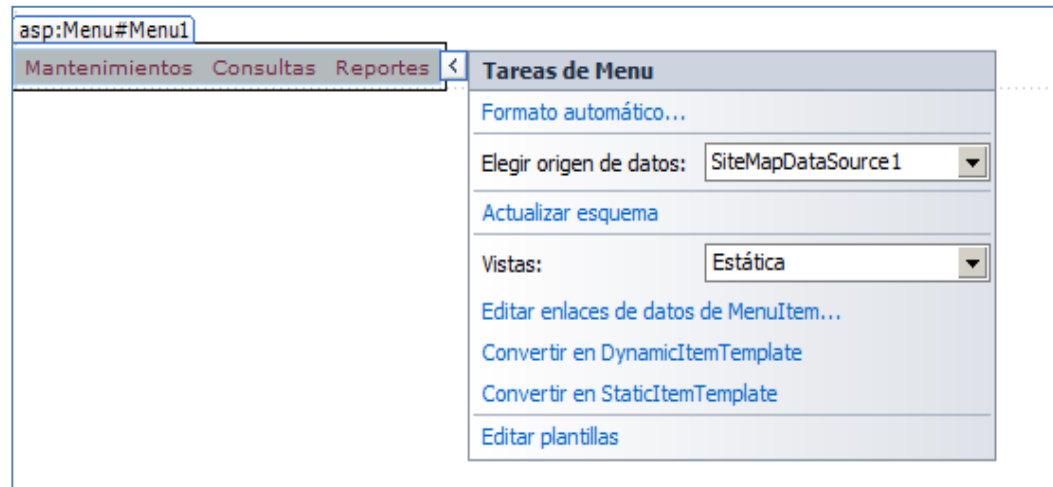 asp:Menu#Menu1
Mantenimientos Consultas Reportes <
Tareas de Menu
Formato automático...
Elegir origen de datos: SiteMapDataSource1
Actualizar esquema
Vistas: Estática
Editar enlaces de datos de MenuItem...
Convertir en DynamicItemTemplate
Convertir en StaticItemTemplate
Editar plantillas